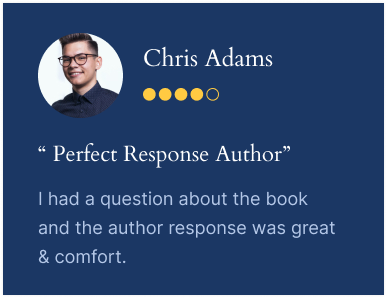 Chris Adams
“ Perfect Response Author”
I had a question about the book
and the author response was great
& comfort.